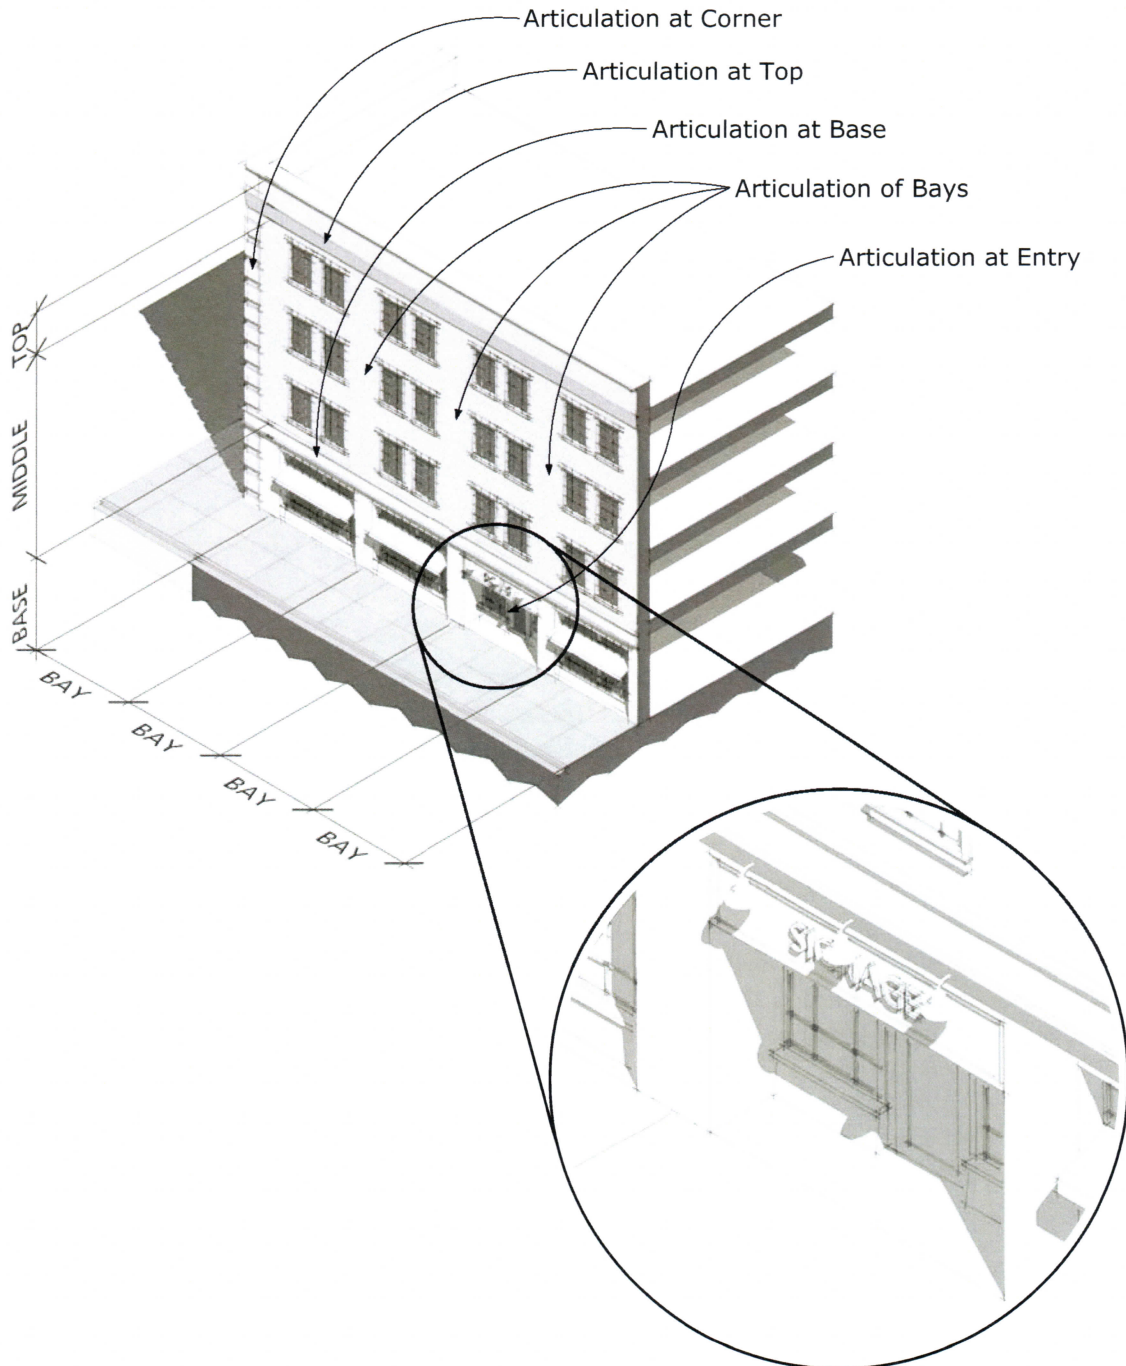 Articulation at Corner
Articulation at Top
Articulation at Base
Articulation of Bays
Articulation at Entry
TOP
MIDDLE
BASE
BAY
BAY
BAY
BAY
SIGNAGE